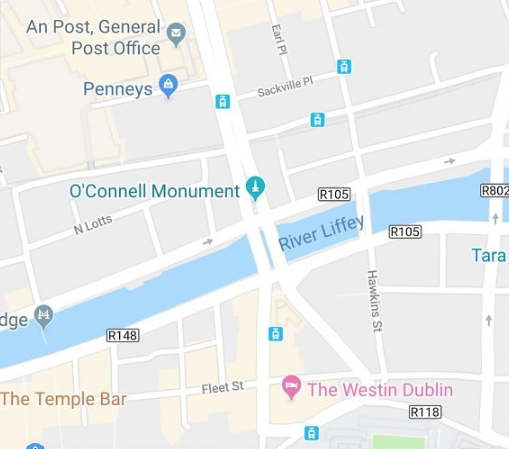 An Post, General
Post Office
Earl Pl
Penneys
Sackville Pl
O'Connell Monument
R105
R802
N Lotts
River Liffey
R105
Tara
dge
Hawkins St
R148
Fleet St
The Westin Dublin
The Temple Bar
R118